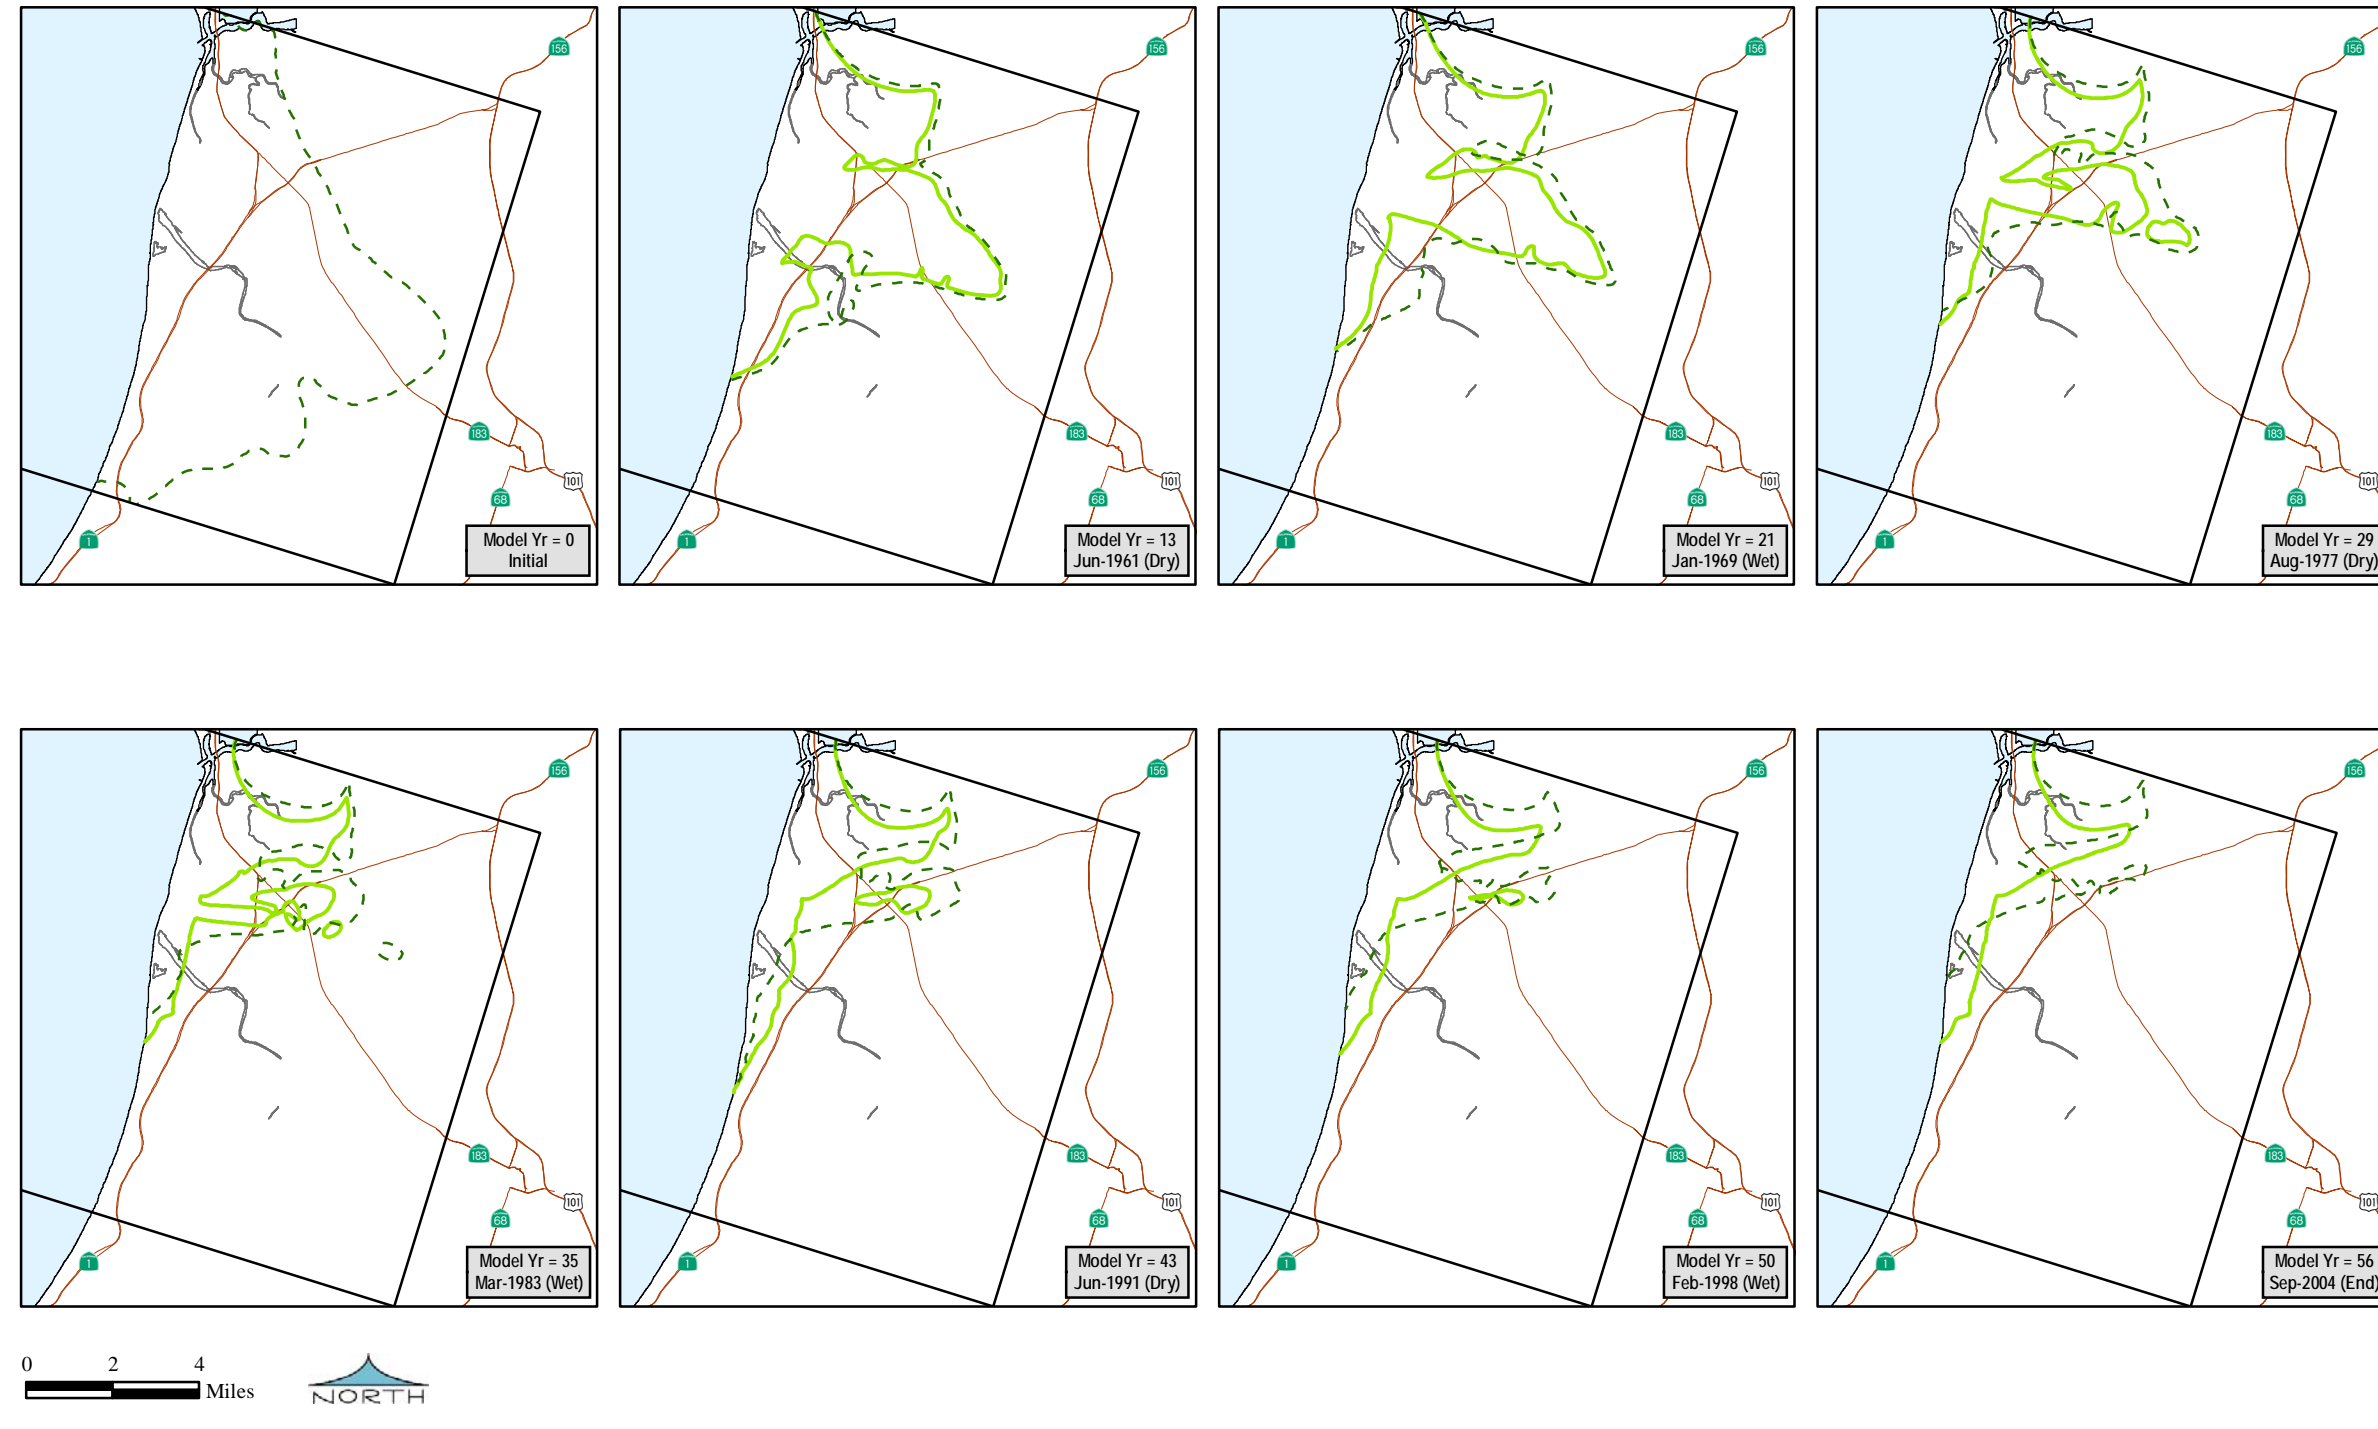 156
183
101
68
1
Model Yr = 0
Initial
156
183
101
68
1
Model Yr = 13
Jun-1961 (Dry)
156
183
101
68
1
Model Yr = 21
Jan-1969 (Wet)
156
183
101
68
1
Model Yr = 29
Aug-1977 (Dry)
156
183
101
68
1
Model Yr = 35
Mar-1983 (Wet)
156
183
101
68
1
Model Yr = 43
Jun-1991 (Dry)
156
183
101
68
1
Model Yr = 50
Feb-1998 (Wet)
156
183
101
68
1
Model Yr = 56
Sep-2004 (End)
0 2 4
Miles
NORTH